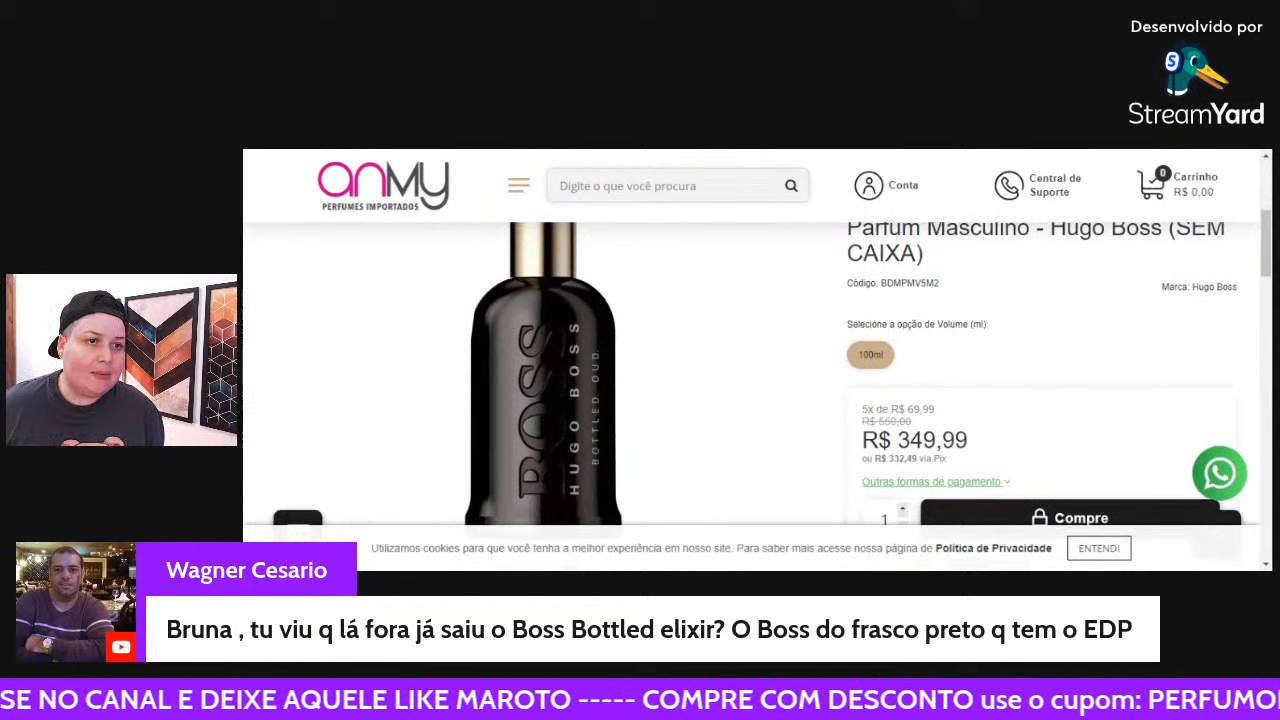 Desenvolvido por
StreamYard
anMy
PERFUMES IMPORTADOS
Digite o que você procura
Conta
Central de
Suporte
0
Carrinho
R$ 0,00
Parfum Masculino - Hugo Boss (SEM
CAIXA)
Código: BDMPMV5M2
Marca: Hugo Boss
Selecione a opção de Volume (ml):
100ml
5x de R$ 69,99
R$ 560,00
R$ 349,99
ou R$ 332,49 via Pix
Outras formas de pagamento
1
Compre
BOSS
HUGO BOSS
BOTTLED OUD.
Utilizamos cookies para que você tenha a melhor experiência em nosso site. Para saber mais acesse nossa página de Política de Privacidade
ENTENDI
Wagner Cesario
Bruna , tu viu q lá fora já saiu o Boss Bottled elixir? O Boss do frasco preto q tem o EDP
SE NO CANAL E DEIXE AQUELE LIKE MAROTO ----- COMPRE COM DESCONTO use o cupom: PERFUMO